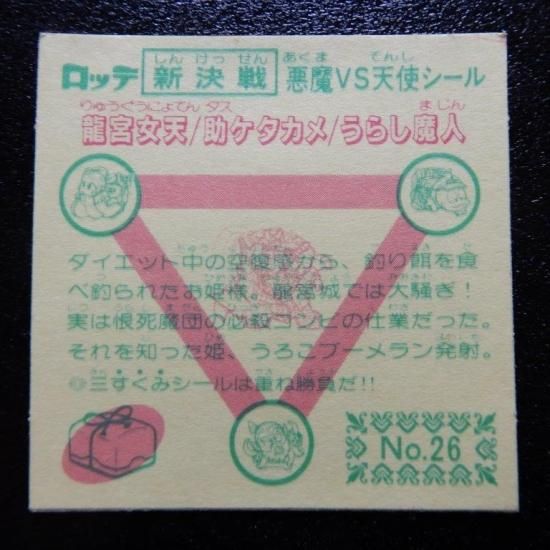 しんけっせん あくま てんし
ロッテ 新決戦 悪魔VS天使シール
りゅうぐうにょてん タス まじん
龍宮女天/助ケタカメ/うらし魔人
ダイエット中の空腹感から、釣り餌を食
べ釣られたお姫様。龍宮城では大騒ぎ!
実は恨死魔団の必殺コンビの仕業だった。
それを知った姫、うろこブーメラン発射。
三すくみシールは重ね勝負だ!!
No.26